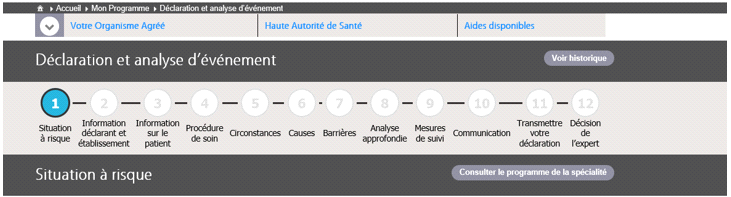 Accueil Mon Programme Déclaration et analyse d'événement
Votre Organisme Agréé Haute Autorité de Santé Aides disponibles
Déclaration et analyse d'événement Voir historique
1 2 3 4 5 6 7 8 9 10 11 12
Situation à risque
Information déclarant et établissement
Information sur le patient
Procédure de soin
Circonstances
Causes
Barrières
Analyse approfondie
Mesures de suivi
Communication
Transmettre votre déclaration
Décision de l'expert
Situation à risque Consulter le programme de la spécialité